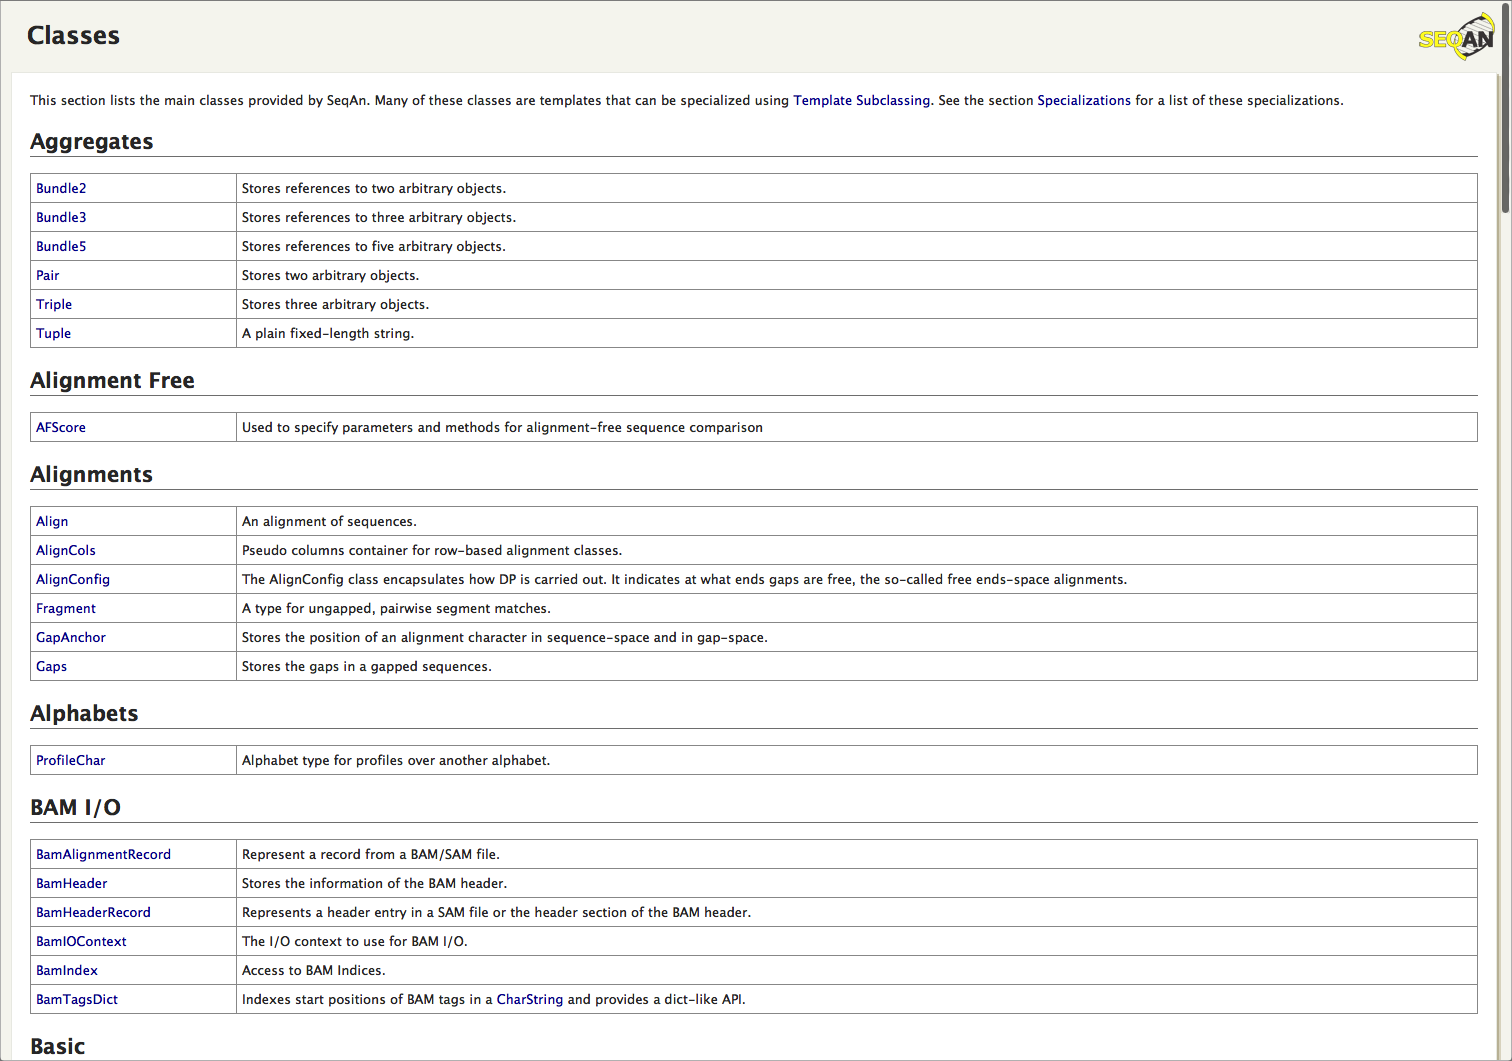 Classes
SEQAN
This section lists the main classes provided by SeqAn. Many of these classes are templates that can be specialized using Template Subclassing. See the section Specializations for a list of these specializations.
Aggregates
Bundle2 Stores references to two arbitrary objects.
Bundle3 Stores references to three arbitrary objects.
Bundle5 Stores references to five arbitrary objects.
Pair Stores two arbitrary objects.
Triple Stores three arbitrary objects.
Tuple A plain fixed-length string.
Alignment Free
AFScore Used to specify parameters and methods for alignment-free sequence comparison
Alignments
Align An alignment of sequences.
AlignCols Pseudo columns container for row-based alignment classes.
AlignConfig The AlignConfig class encapsulates how DP is carried out. It indicates at what ends gaps are free, the so-called free ends-space alignments.
Fragment A type for ungapped, pairwise segment matches.
GapAnchor Stores the position of an alignment character in sequence-space and in gap-space.
Gaps Stores the gaps in a gapped sequences.
Alphabets
ProfileChar Alphabet type for profiles over another alphabet.
BAM I/O
BamAlignmentRecord Represent a record from a BAM/SAM file.
BamHeader Stores the information of the BAM header.
BamHeaderRecord Represents a header entry in a SAM file or the header section of the BAM header.
BamIOContext The I/O context to use for BAM I/O.
BamIndex Access to BAM Indices.
BamTagsDict Indexes start positions of BAM tags in a CharString and provides a dict-like API.
Basic